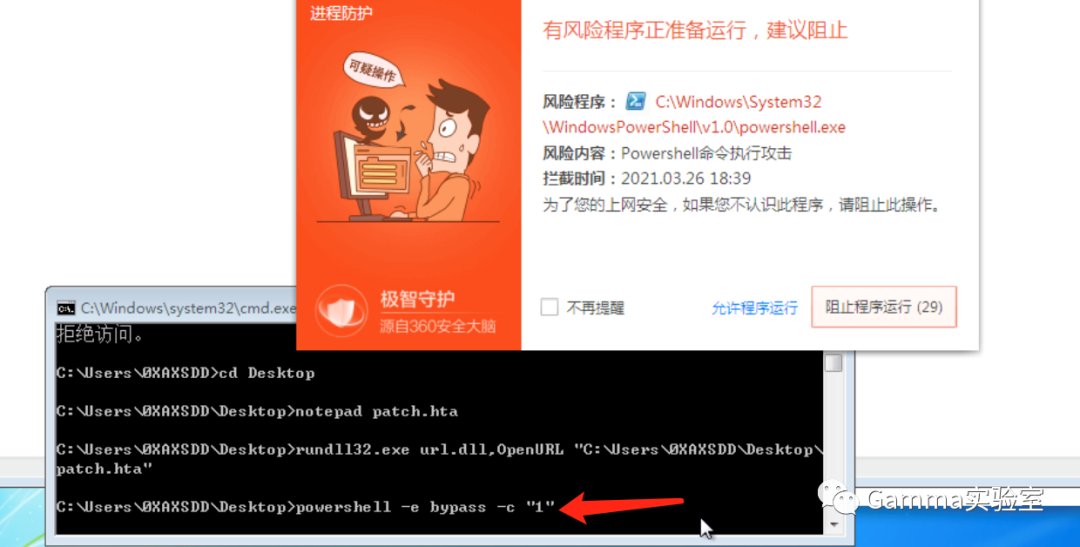 进程防护
可疑操作
极智守护
源自360安全大脑
有风险程序正准备运行，建议阻止
风险程序： C:\Windows\System32
\WindowsPowerShell\v1.0\powershell.exe
风险内容：Powershell命令执行攻击
拦截时间：2021.03.26 18:39
为了您的上网安全，如果您不认识此程序，请阻止此操作。
不再提醒
允许程序运行
阻止程序运行 (29)
C:\Windows\system32\cmd.exe
拒绝访问。
C:\Users\0XAXSDD>cd Desktop
C:\Users\0XAXSDD\Desktop>notepad patch.hta
C:\Users\0XAXSDD\Desktop>rundll32.exe url.dll,OpenURL "C:\Users\0XAXSDD\Desktop\
patch.hta"
C:\Users\0XAXSDD\Desktop>powershell -e bypass -c "1"
Gamma实验室